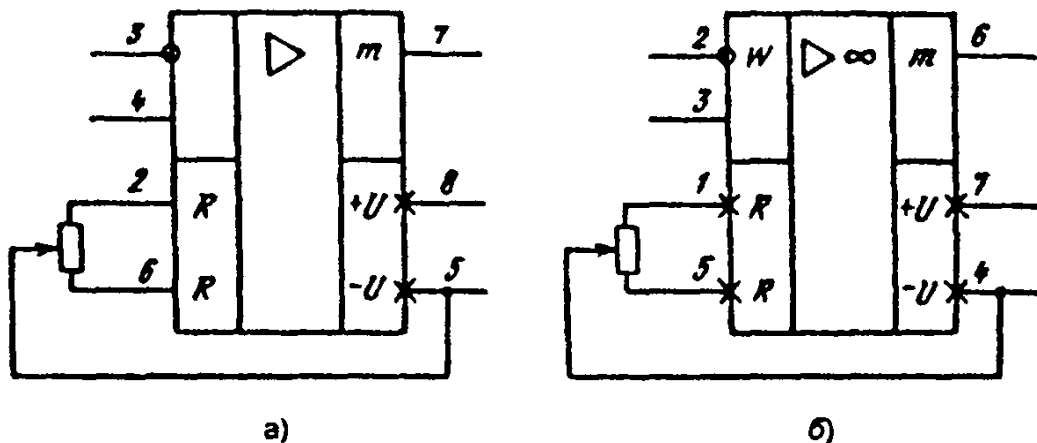 3 m 7
4
2 R +U 8
6 R -U 5
а)
2 W ∞ m 6
3
1 R +U 7
5 R -U 4
б)